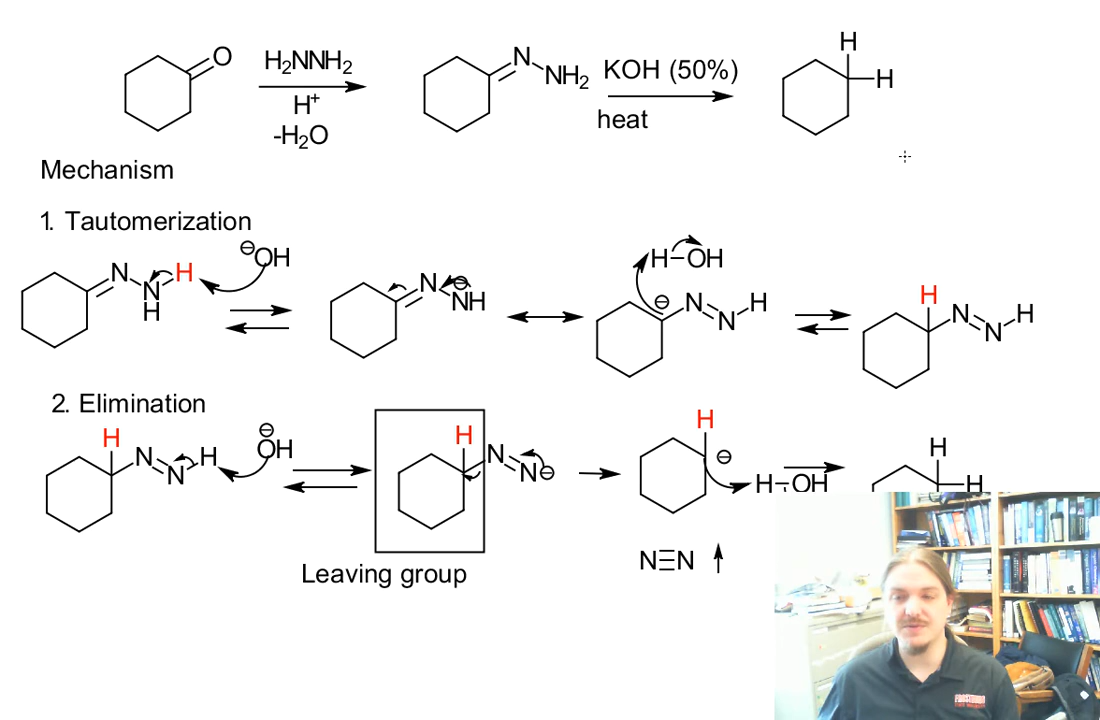 O H₂NNH₂ N NH₂ KOH (50%) H H
H⁺ heat
-H₂O
Mechanism
1. Tautomerization
N N H H ⊖OH N ⊖ NH H-OH ⊖ N N H H N N H
2. Elimination
H N N H ⊖ OH H N N⊖ H ⊖ H-OH H H
N≡N
Leaving group